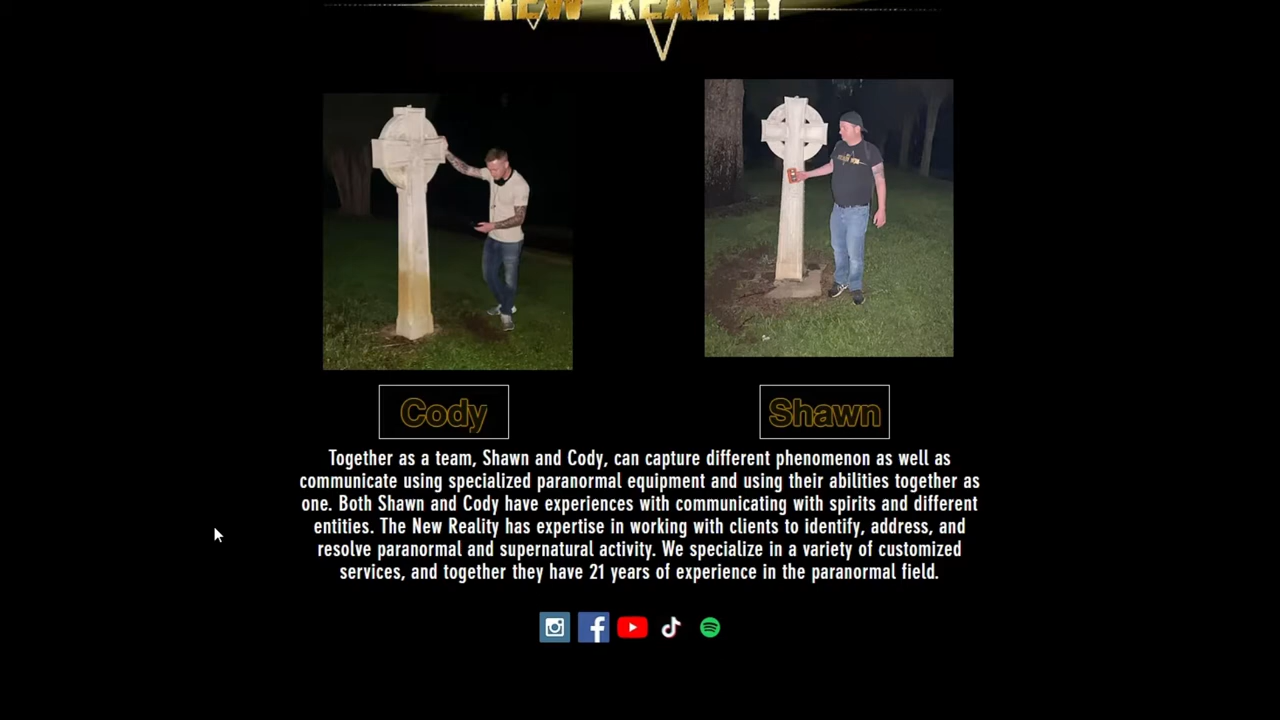 NEW REALITY
Cody
Shawn
Together as a team, Shawn and Cody, can capture different phenomenon as well as
communicate using specialized paranormal equipment and using their abilities together as
one. Both Shawn and Cody have experiences with communicating with spirits and different
entities. The New Reality has expertise in working with clients to identify, address, and
resolve paranormal and supernatural activity. We specialize in a variety of customized
services, and together they have 21 years of experience in the paranormal field.